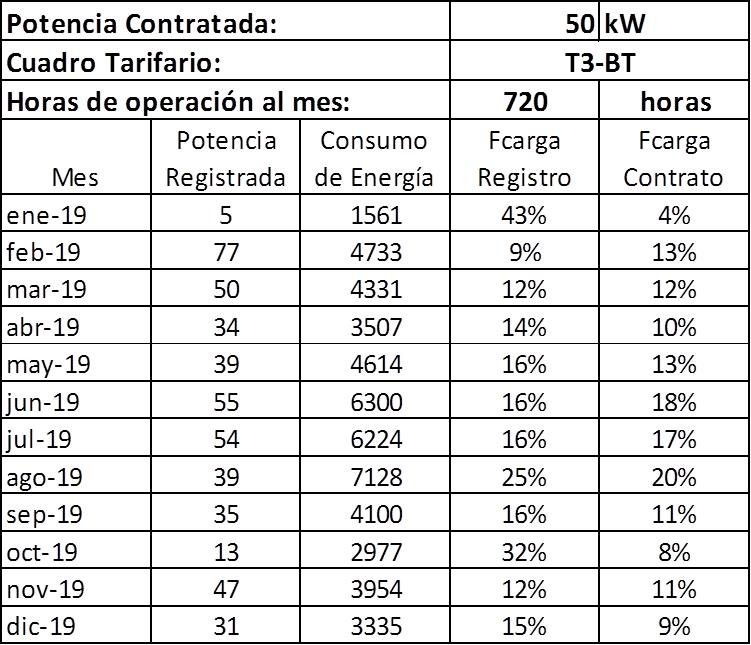 Potencia Contratada: 50 kW
Cuadro Tarifario: T3-BT
Horas de operación al mes: 720 horas
Potencia Consumo Fcarga Fcarga
Mes Registrada de Energía Registro Contrato
ene-19 5 1561 43% 4%
feb-19 77 4733 9% 13%
mar-19 50 4331 12% 12%
abr-19 34 3507 14% 10%
may-19 39 4614 16% 13%
jun-19 55 6300 16% 18%
jul-19 54 6224 16% 17%
ago-19 39 7128 25% 20%
sep-19 35 4100 16% 11%
oct-19 13 2977 32% 8%
nov-19 47 3954 12% 11%
dic-19 31 3335 15% 9%